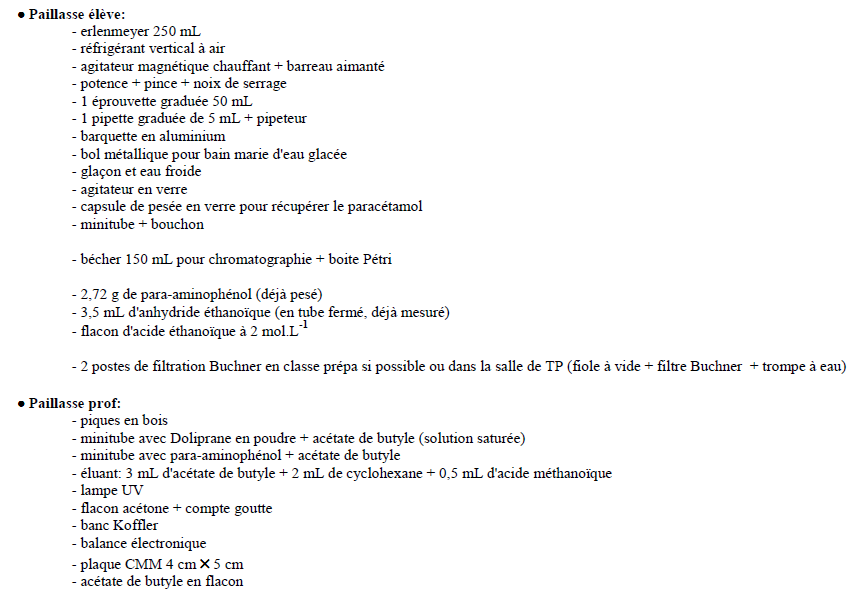 ● Paillasse élève:
- erlenmeyer 250 mL
- réfrigérant vertical à air
- agitateur magnétique chauffant + barreau aimanté
- potence + pince + noix de serrage
- 1 éprouvette graduée 50 mL
- 1 pipette graduée de 5 mL + pipeteur
- barquette en aluminium
- bol métallique pour bain marie d'eau glacée
- glaçon et eau froide
- agitateur en verre
- capsule de pesée en verre pour récupérer le paracétamol
- minitube + bouchon
- bécher 150 mL pour chromatographie + boite Pétri
- 2,72 g de para-aminophénol (déjà pesé)
- 3,5 mL d'anhydride éthanoïque (en tube fermé, déjà mesuré)
- flacon d'acide éthanoïque à 2 mol.L⁻¹
- 2 postes de filtration Buchner en classe prépa si possible ou dans la salle de TP (fiole à vide + filtre Buchner + trompe à eau)
● Paillasse prof:
- piques en bois
- minitube avec Doliprane en poudre + acétate de butyle (solution saturée)
- minitube avec para-aminophénol + acétate de butyle
- éluant: 3 mL d'acétate de butyle + 2 mL de cyclohexane + 0,5 mL d'acide méthanoïque
- lampe UV
- flacon acétone + compte goutte
- banc Koffler
- balance électronique
- plaque CMM 4 cm ✕ 5 cm
- acétate de butyle en flacon